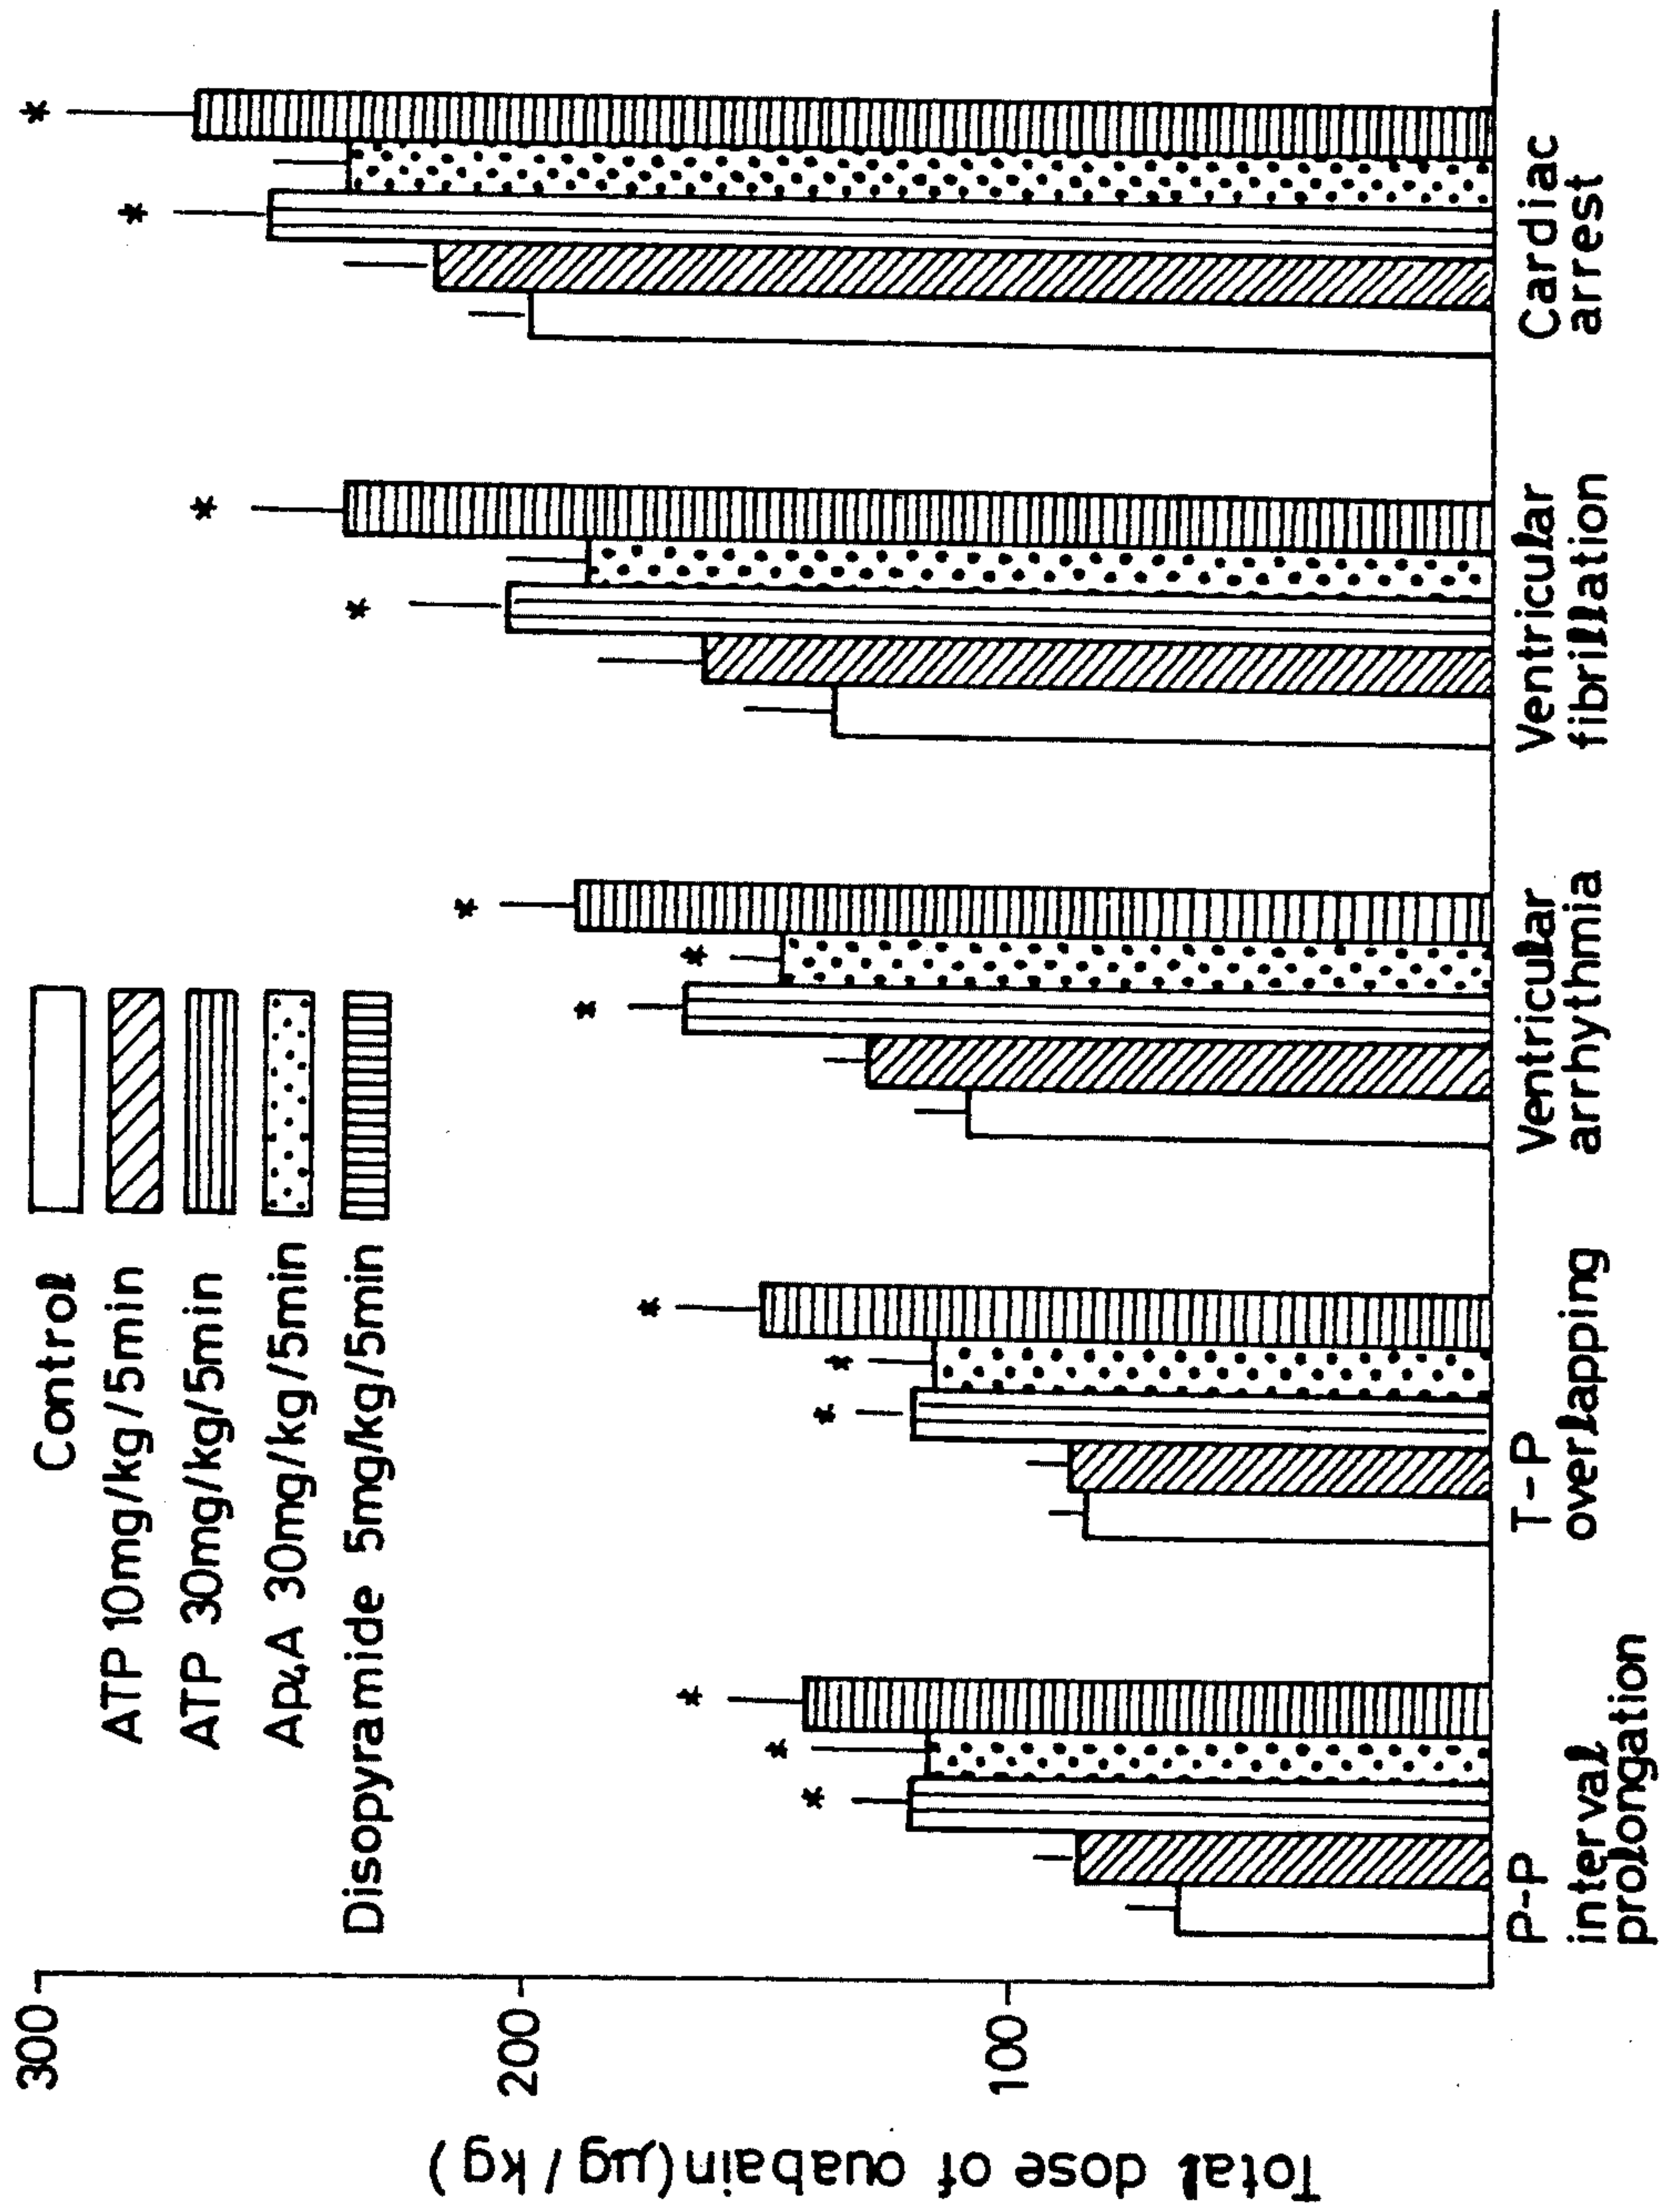 Total dose of ouabain (µg / kg)
300
200
100
Control
ATP 10mg/kg/5min
ATP 30mg/kg/5min
Ap₄A 30mg/kg/5min
Disopyramide 5mg/kg/5min
*
*
*
*
*
*
*
*
*
*
*
*
*
P-P
interval
prolongation
T-P
overlapping
Ventricular
arrhythmia
Ventricular
fibrillation
Cardiac
arrest